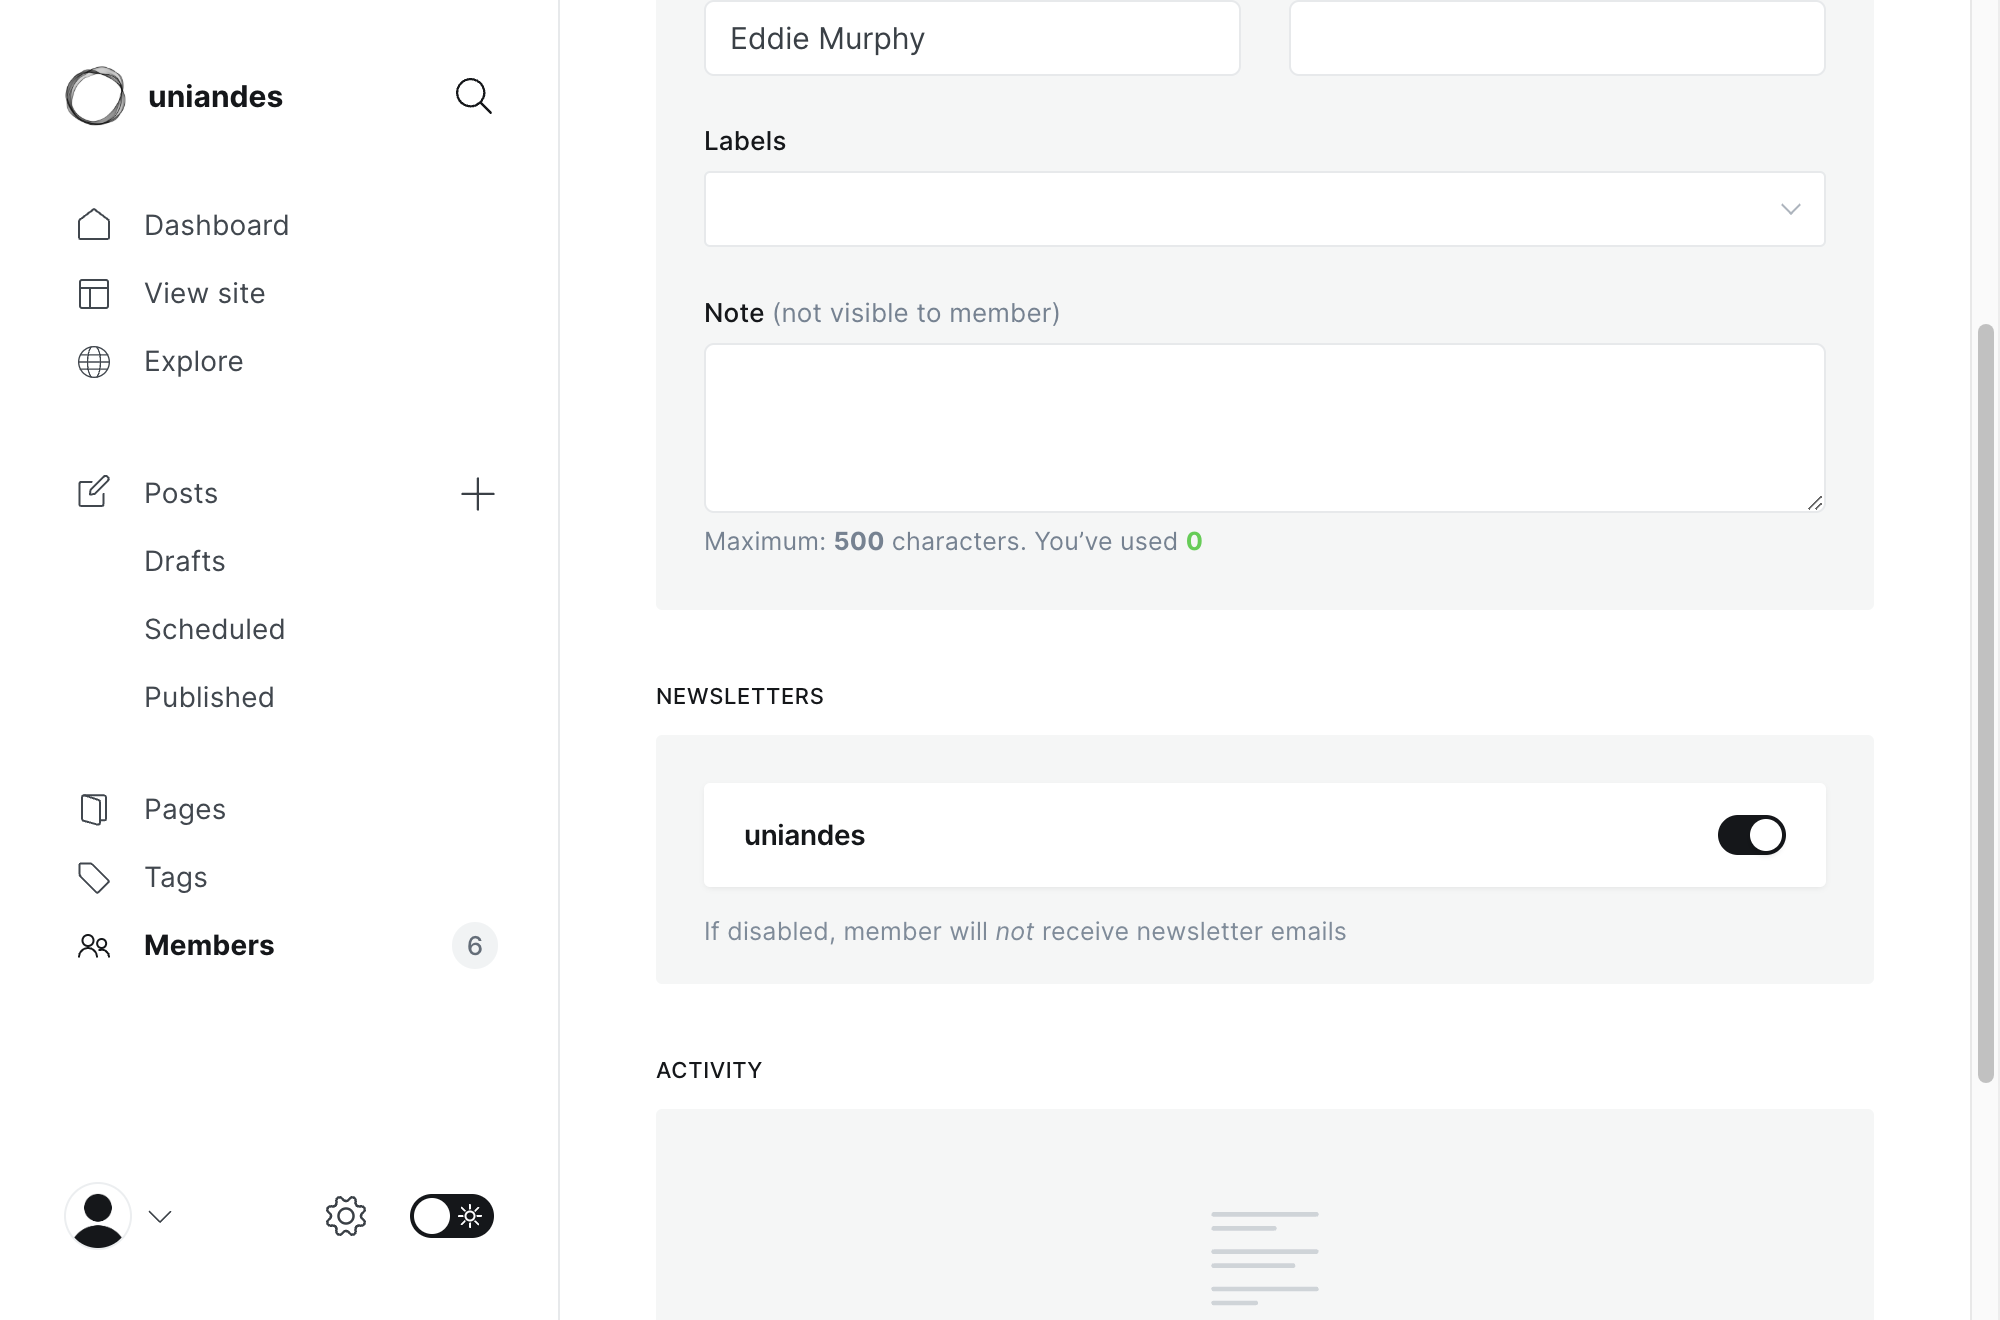 uniandes
Dashboard
View site
Explore
Posts
Drafts
Scheduled
Published
Pages
Tags
Members 6
Eddie Murphy
Labels
Note (not visible to member)
Maximum: 500 characters. You’ve used 0
NEWSLETTERS
uniandes
If disabled, member will not receive newsletter emails
ACTIVITY